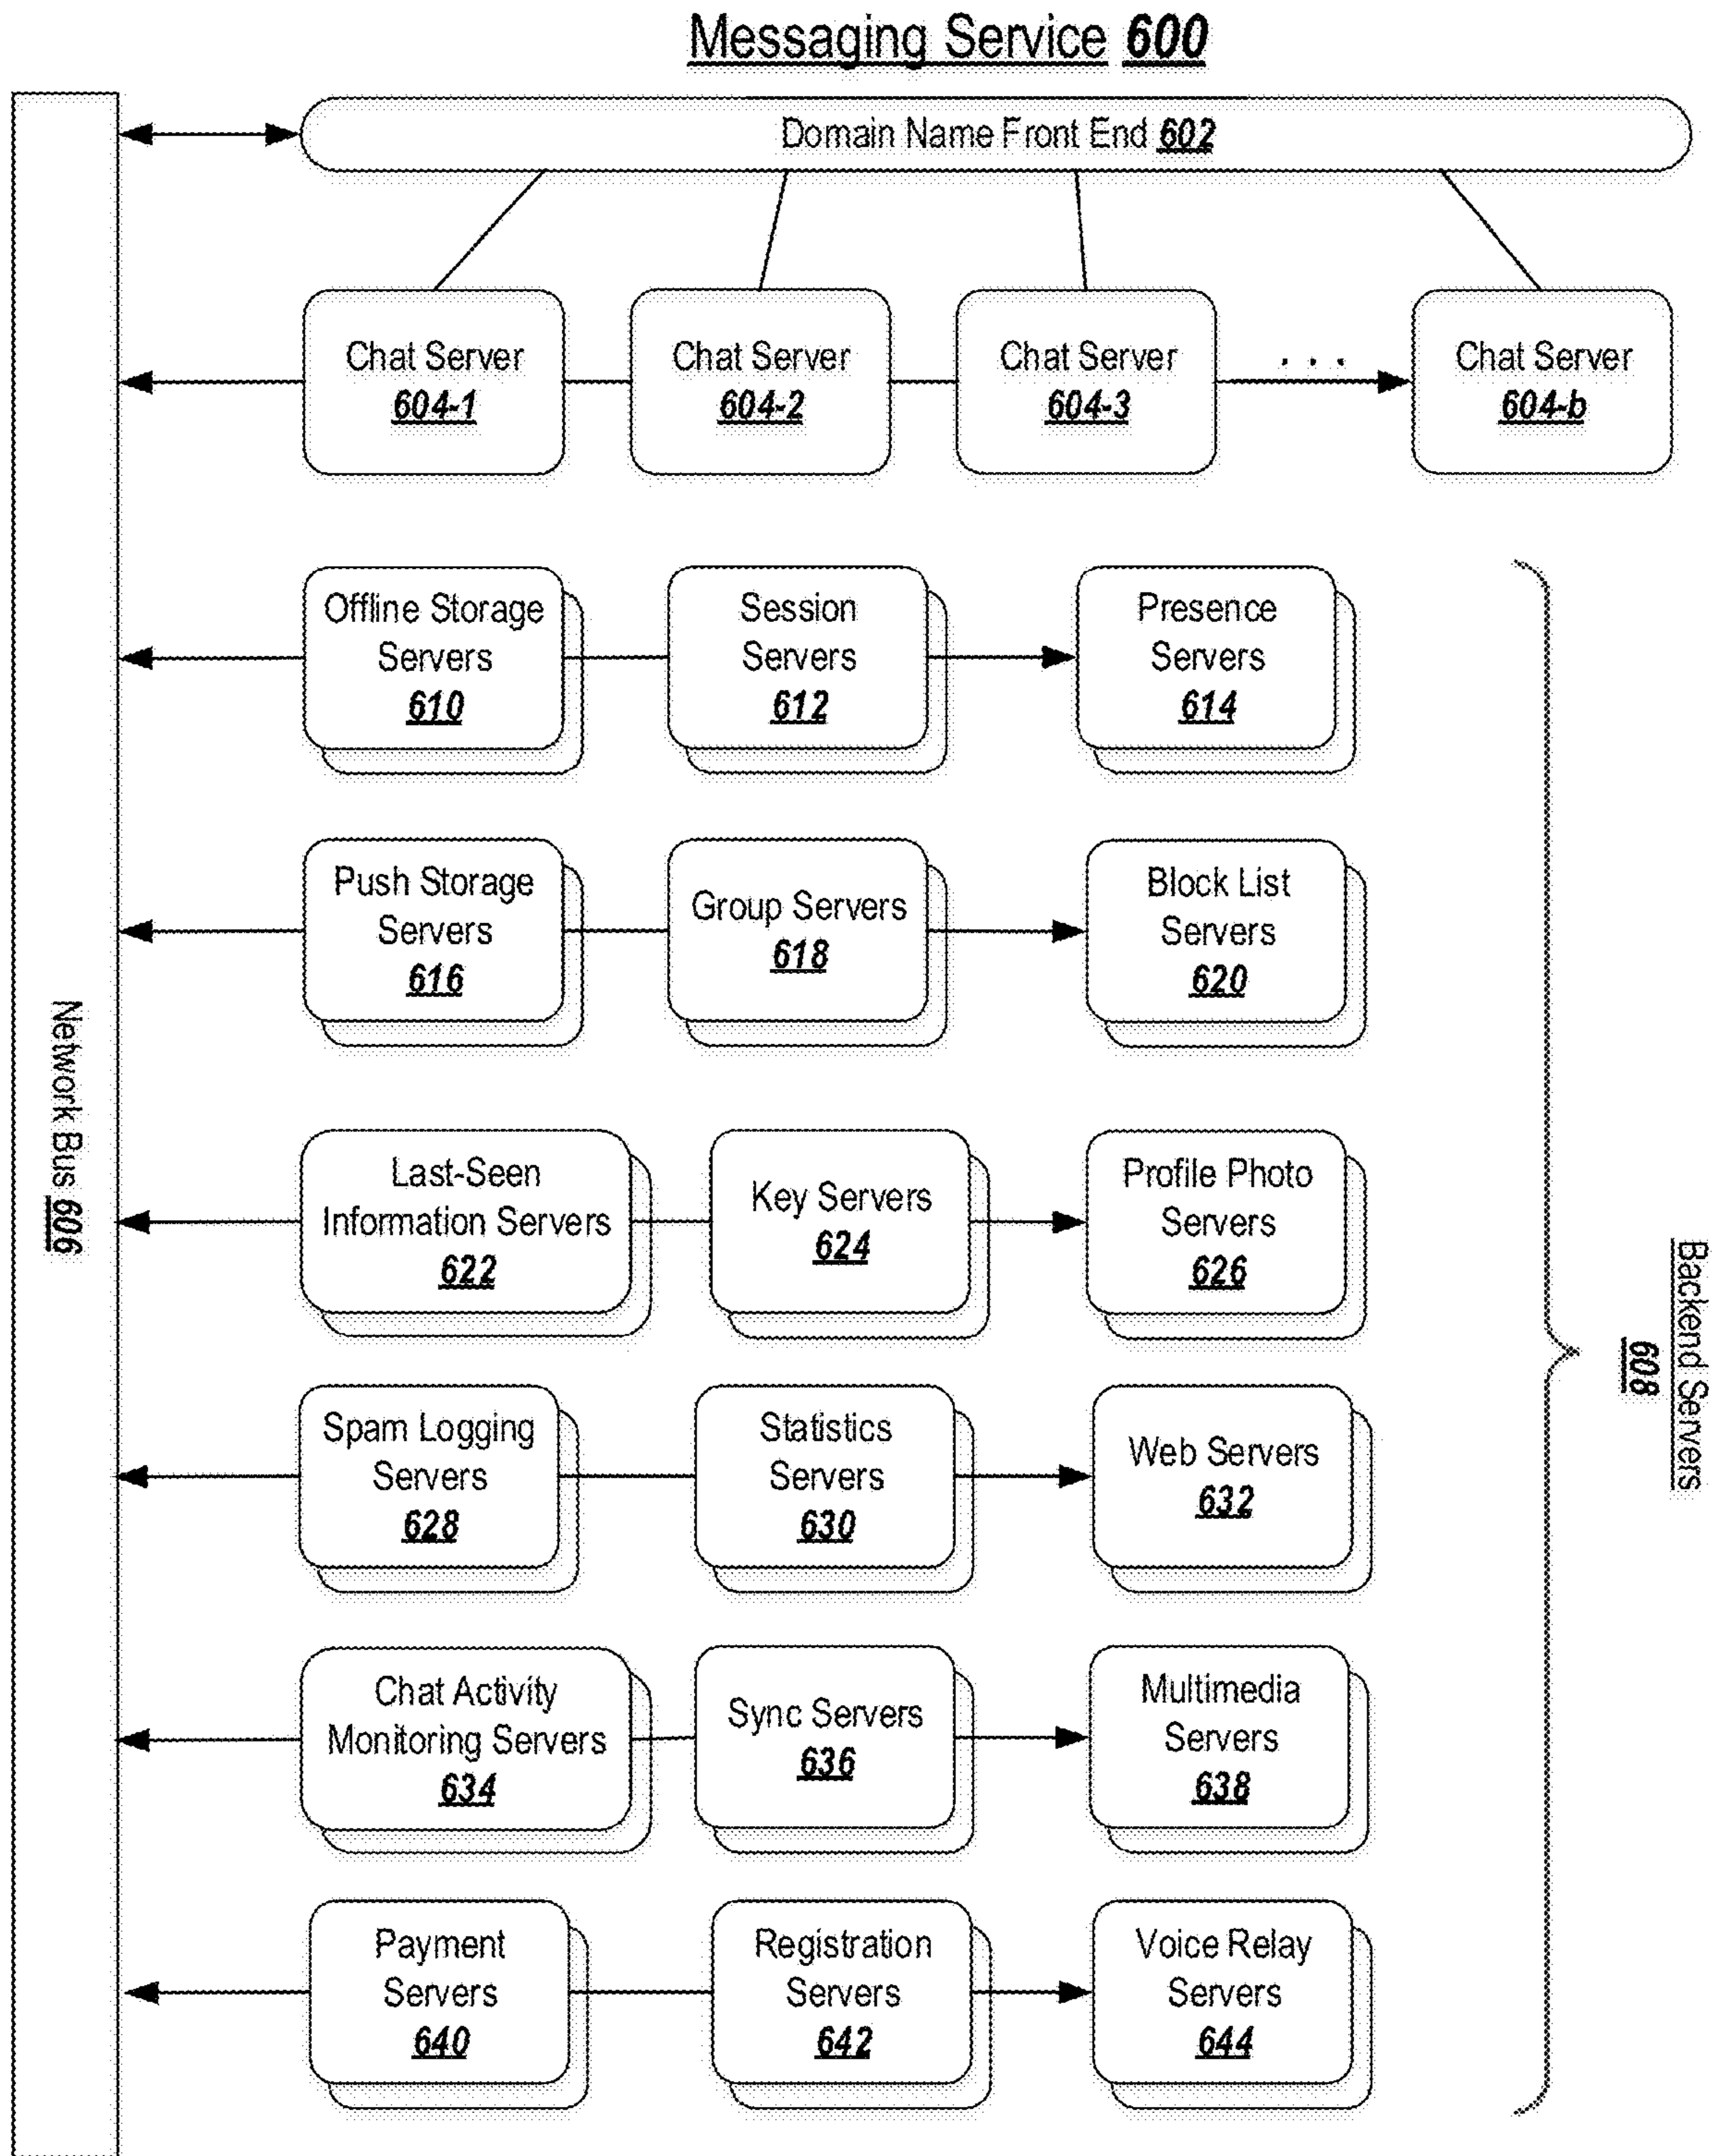 Messaging Service 600
Domain Name Front End 602
Chat Server
604-1
Chat Server
604-2
Chat Server
604-3
. . .
Chat Server
604-b
Offline Storage
Servers
610
Session
Servers
612
Presence
Servers
614
Push Storage
Servers
616
Group Servers
618
Block List
Servers
620
Network Bus 606
Last-Seen
Information Servers
622
Key Servers
624
Profile Photo
Servers
626
Backend Servers
608
Spam Logging
Servers
628
Statistics
Servers
630
Web Servers
632
Chat Activity
Monitoring Servers
634
Sync Servers
636
Multimedia
Servers
638
Payment
Servers
640
Registration
Servers
642
Voice Relay
Servers
644